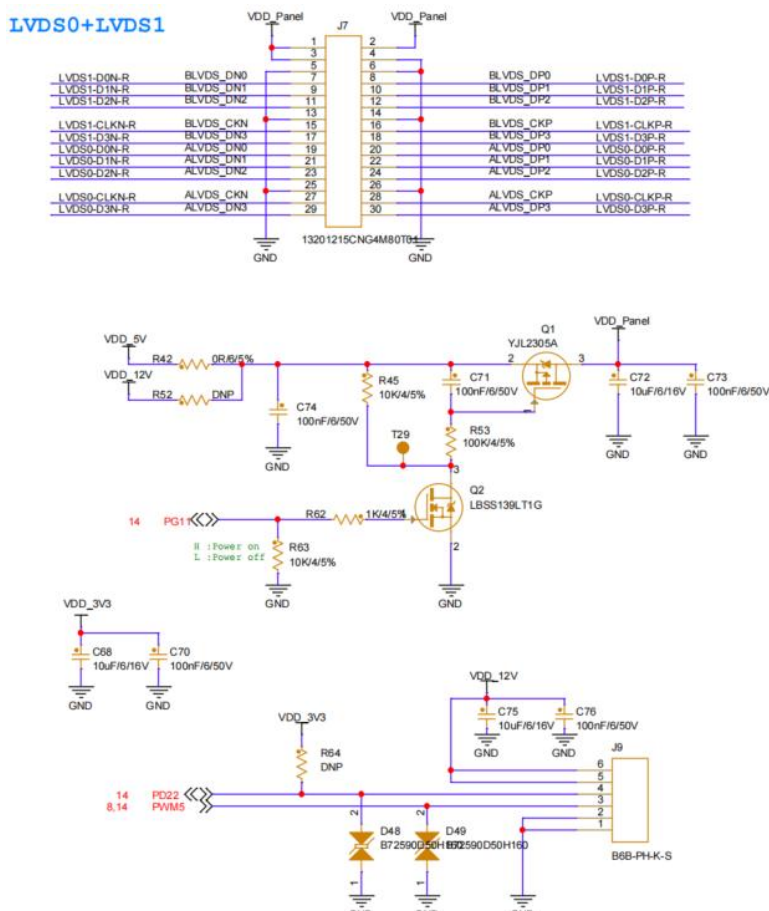 LVDS0+LVDS1
VDD_Panel J7 VDD_Panel
1 2
3 4
5 6
LVDS1-D0N-R BLVDS_DN0 7 8 BLVDS_DP0 LVDS1-D0P-R
LVDS1-D1N-R BLVDS_DN1 9 10 BLVDS_DP1 LVDS1-D1P-R
LVDS1-D2N-R BLVDS_DN2 11 12 BLVDS_DP2 LVDS1-D2P-R
13 14
LVDS1-CLKN-R BLVDS_CKN 15 16 BLVDS_CKP LVDS1-CLKP-R
LVDS1-D3N-R BLVDS_DN3 17 18 BLVDS_DP3 LVDS1-D3P-R
LVDS0-D0N-R ALVDS_DN0 19 20 ALVDS_DP0 LVDS0-D0P-R
LVDS0-D1N-R ALVDS_DN1 21 22 ALVDS_DP1 LVDS0-D1P-R
LVDS0-D2N-R ALVDS_DN2 23 24 ALVDS_DP2 LVDS0-D2P-R
25 26
LVDS0-CLKN-R ALVDS_CKN 27 28 ALVDS_CKP LVDS0-CLKP-R
LVDS0-D3N-R ALVDS_DN3 29 30 ALVDS_DP3 LVDS0-D3P-R
GND GND
Q1
YJL2305A
VDD_Panel
VDD_5V
R42 0R/6/5%
2 3
1
VDD_12V
R52 DNP
C74
100nF/6/50V
GND
R45
10K/4/5%
C71
100nF/6/50V
C72
10uF/6/16V
GND
C73
100nF/6/50V
GND
R53
100K/4/5%
T29
3
Q2
LBSS139LT1G
2
GND
14 PG11
R62 1K/4/5%
H :Power on
L :Power off
R63
10K/4/5%
GND
VDD_3V3
C68
10uF/6/16V
GND
C70
100nF/6/50V
GND
VDD_12V
C75
10uF/6/16V
GND
C76
100nF/6/50V
GND
VDD_3V3
R64
DNP
J9
6
5
14 PD22 4
8,14 PWM5 3
2
1
B6B-PH-K-S
2 D48
1
GND
2 D49
B72590D50H160
1
GND
GND